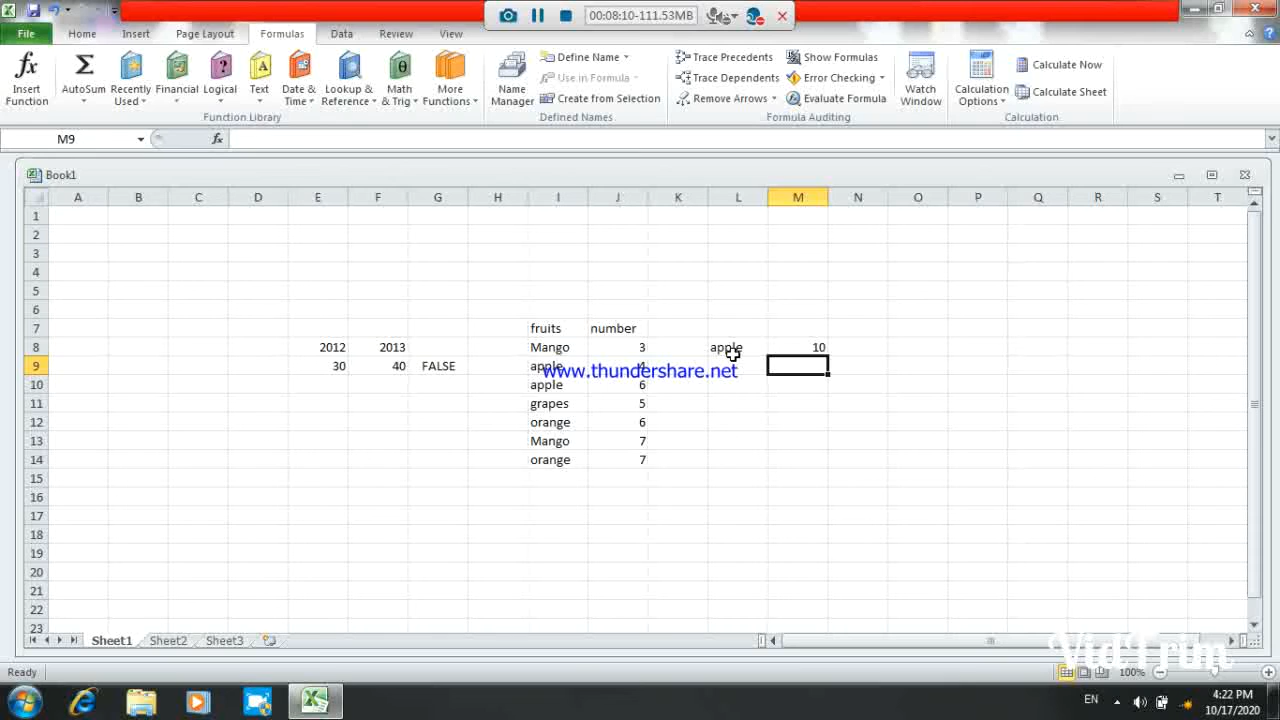 00:08:10-111.53MB
File Home Insert Page Layout Formulas Data Review View
Insert Function
AutoSum
Recently Used
Financial
Logical
Text
Date & Time
Lookup & Reference
Math & Trig
More Functions
Function Library
Name Manager
Define Name
Use in Formula
Create from Selection
Defined Names
Trace Precedents
Trace Dependents
Remove Arrows
Show Formulas
Error Checking
Evaluate Formula
Formula Auditing
Watch Window
Calculation Options
Calculate Now
Calculate Sheet
Calculation
M9 fx
Book1
A B C D E F G H I J K L M N O P Q R S T
1
2
3
4
5
6
7 fruits number
8 2012 2013 Mango 3 apple 10
9 30 40 FALSE apple
www.thundershare.net
10 apple 6
11 grapes 5
12 orange 6
13 Mango 7
14 orange 7
15
16
17
18
19
20
21
22
23
Sheet1 Sheet2 Sheet3
VidTrim
Ready 100%
EN 4:22 PM
10/17/2020